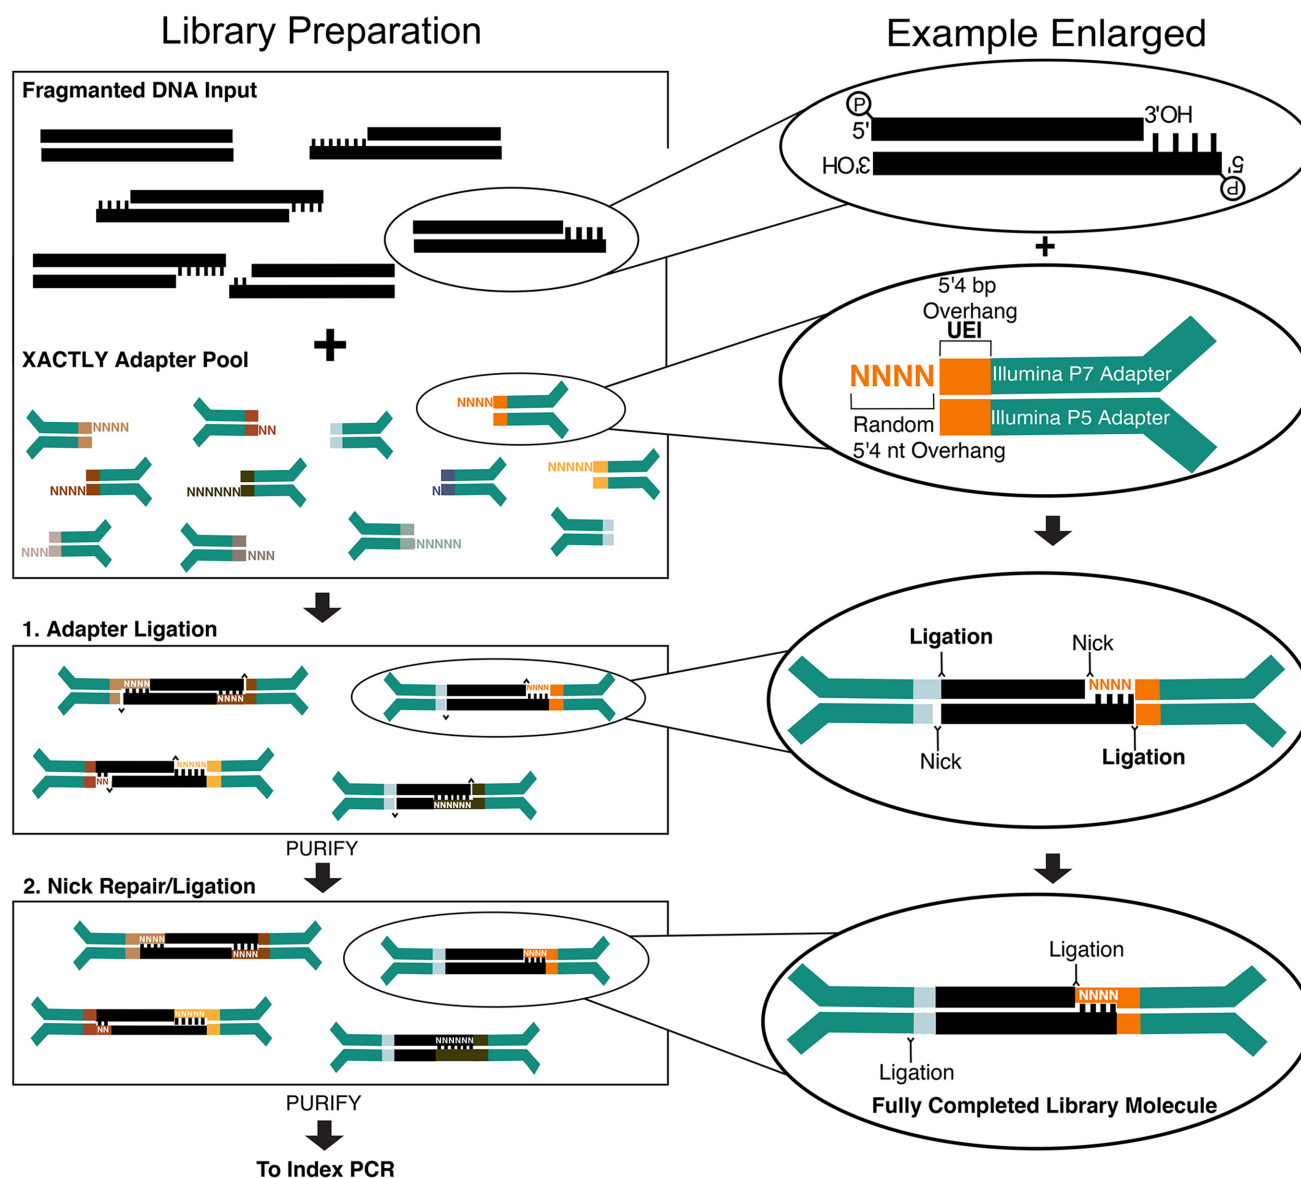 Library Preparation
Example Enlarged
Fragmanted DNA Input
P
5'
3'OH
3'OH
5'
P
+
+
XACTLY Adapter Pool
5'4 bp
Overhang
UEI
NNNN
Illumina P7 Adapter
Illumina P5 Adapter
Random
5'4 nt Overhang
NNNN
NNNN
NN
NNNN
NNNNNN
N
NNNNN
NNN
NNN
NNNNN
1. Adapter Ligation
NNNN
NNNN
NNNN
NNNNN
NN
NNNNNN
Ligation
Nick
NNNN
Nick
Ligation
PURIFY
2. Nick Repair/Ligation
NNNN
NNNN
NNNN
NNNNN
NN
NNNNNN
Ligation
NNNN
Ligation
Fully Completed Library Molecule
PURIFY
To Index PCR